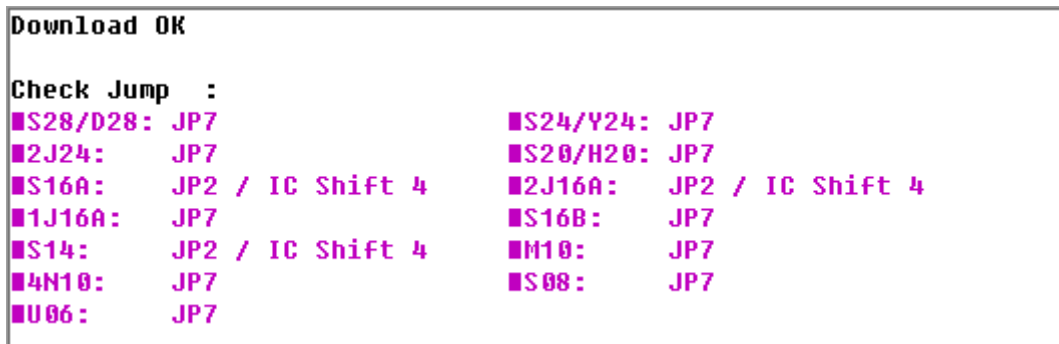 Download OK
Check Jump  :
■S28/D28: JP7 ■S24/Y24: JP7
■2J24: JP7 ■S20/H20: JP7
■S16A: JP2 / IC Shift 4 ■2J16A: JP2 / IC Shift 4
■1J16A: JP7 ■S16B: JP7
■S14: JP2 / IC Shift 4 ■M10: JP7
■4N10: JP7 ■S08: JP7
■U06: JP7